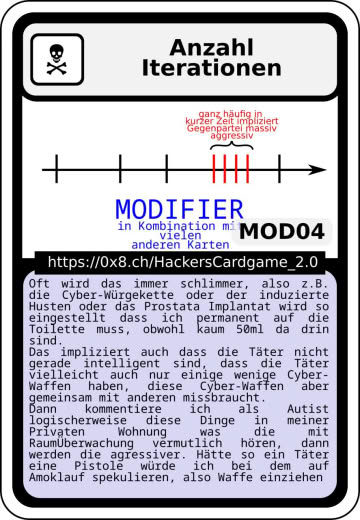 Anzahl
Iterationen
ganz häufig in
kurzer Zeit impliziert
Gegenpartei massiv
aggressiv
MODIFIER
in Kombination mit
vielen
anderen Karten
MOD04
https://0x8.ch/HackersCardgame_2.0
Oft wird das immer schlimmer, also z.B.
die Cyber-Würgekette oder der induzierte
Husten oder das Prostata Implantat wird so
eingestellt dass ich permanent auf die
Toilette muss, obwohl kaum 50ml da drin
sind.
Das impliziert auch dass die Täter nicht
gerade intelligent sind, dass die Täter
vielleicht auch nur einige wenige Cyber-
Waffen haben, diese Cyber-Waffen aber
gemeinsam mit anderen missbraucht.
Dann kommentiere ich als Autist
logischerweise diese Dinge in meiner
Privaten Wohnung was die mit
RaumÜberwachung vermutlich hören, dann
werden die agressiver. Hätte so ein Täter
eine Pistole würde ich bei dem auf
Amoklauf spekulieren, also Waffe einziehen